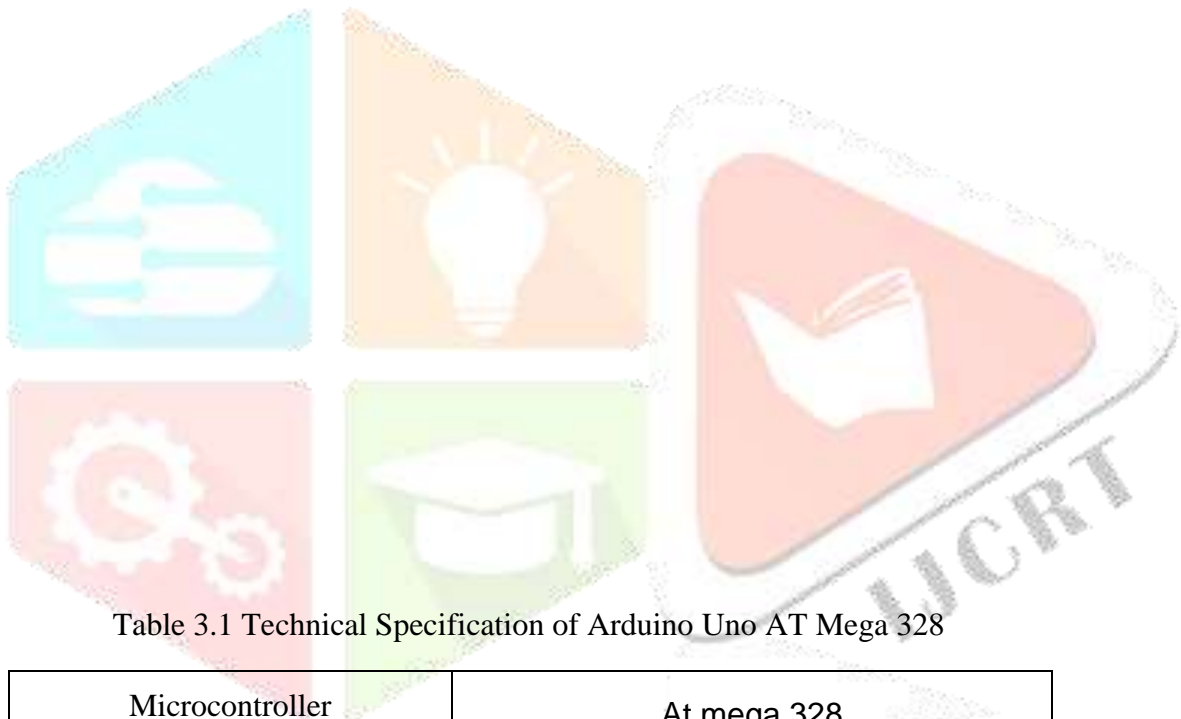 IJCRT
Table 3.1 Technical Specification of Arduino Uno AT Mega 328
Microcontroller
At mega 328